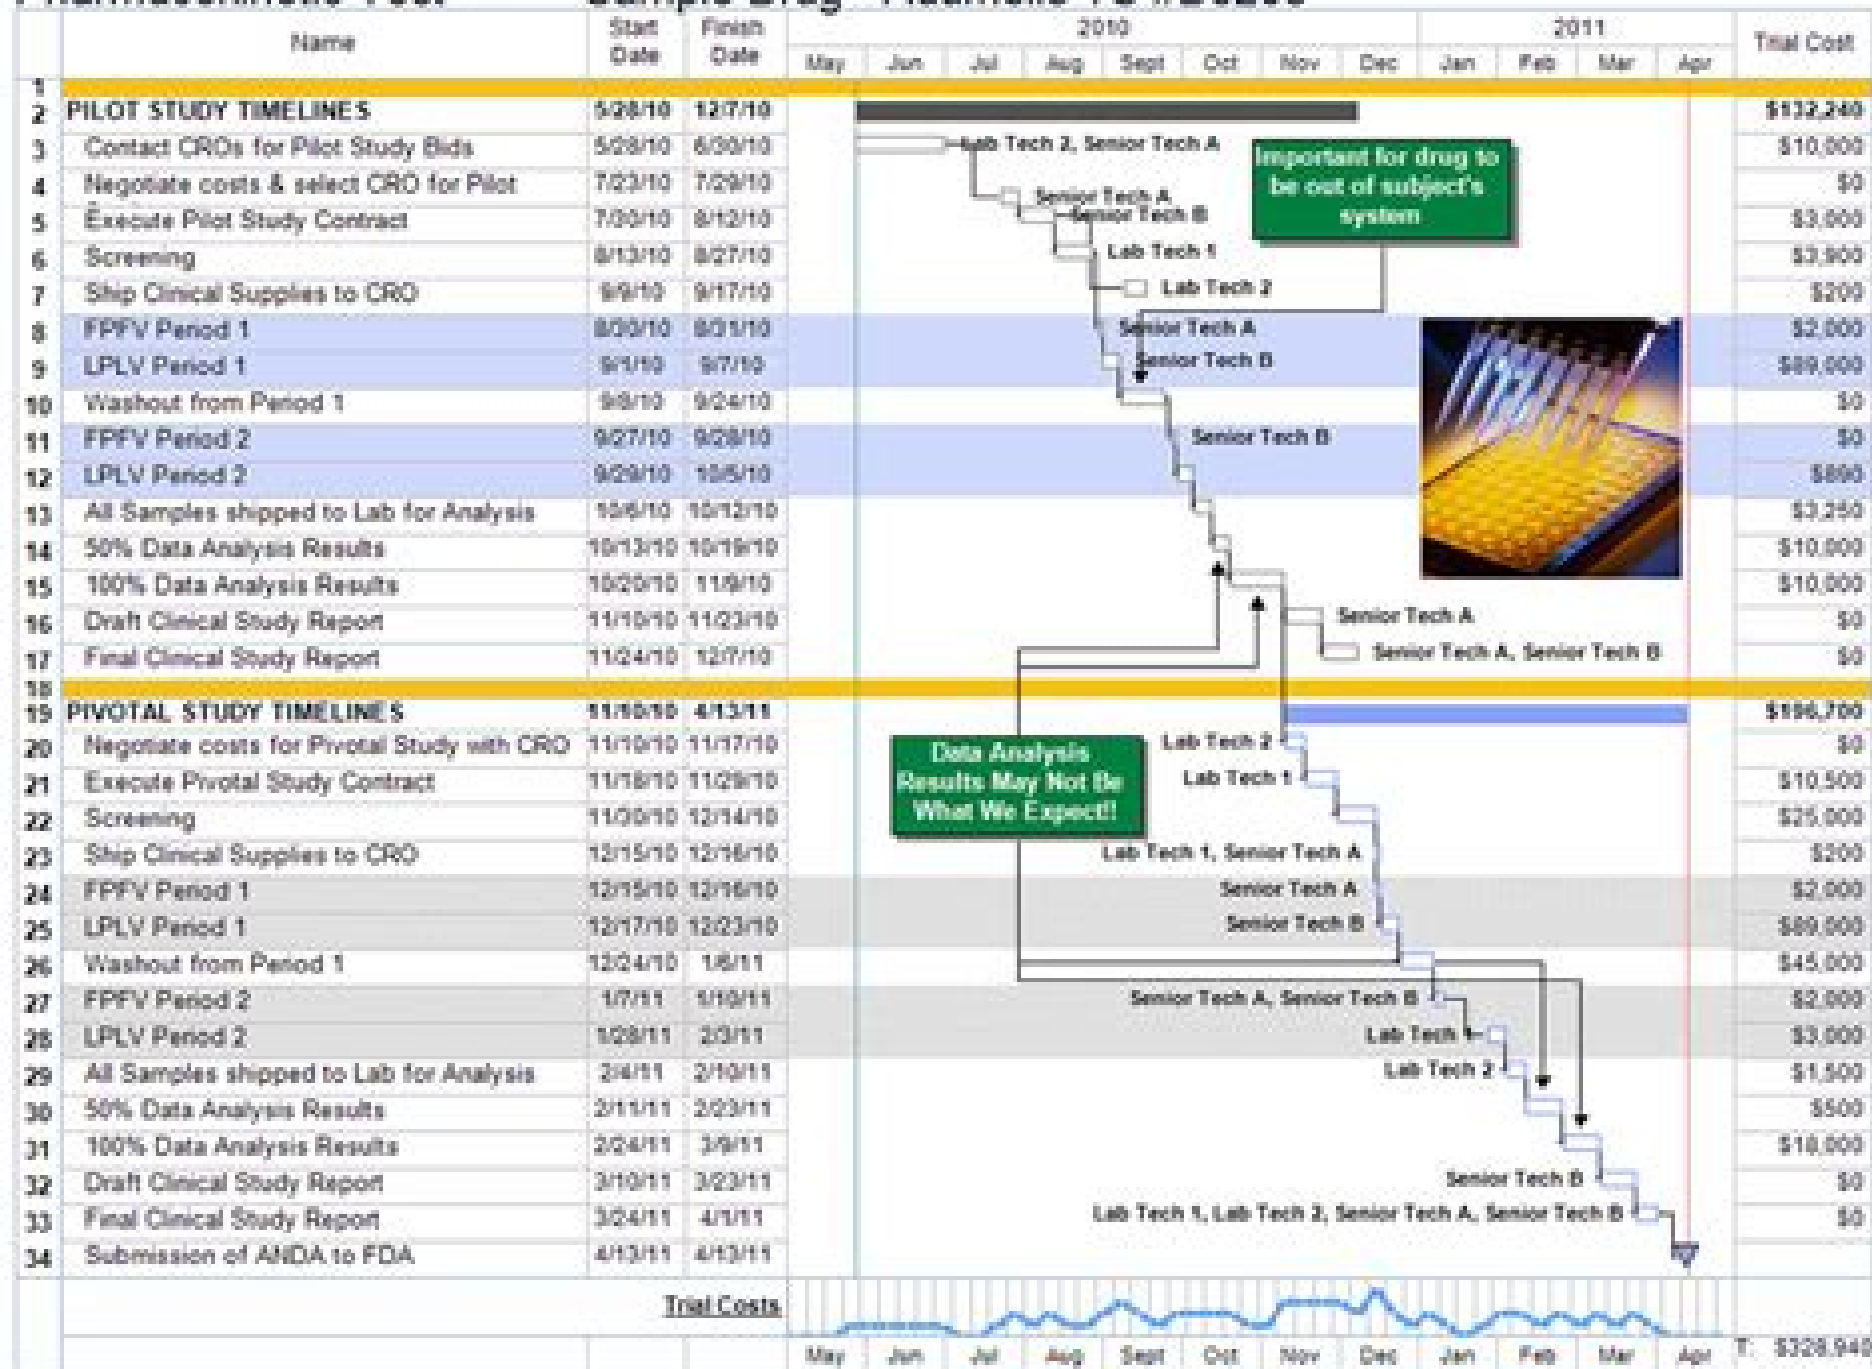 2010 2011
Name Start Date Finish Date Trial Cost
May Jun Jul Aug Sept Oct Nov Dec Jan Feb Mar Apr
1
2 PILOT STUDY TIMELINES 5/28/10 12/7/10 $132,240
3 Contact CROs for Pilot Study Bids 5/28/10 6/30/10 Lab Tech 2, Senior Tech A $10,000
4 Negotiate costs & select CRO for Pilot 7/23/10 7/29/10 Senior Tech A $0
5 Execute Pilot Study Contract 7/30/10 8/12/10 Senior Tech B $3,000
6 Screening 8/13/10 8/27/10 Lab Tech 1 $3,900
7 Ship Clinical Supplies to CRO 9/9/10 9/17/10 Lab Tech 2 $200
8 FPFV Period 1 8/30/10 8/31/10 Senior Tech A $2,000
9 LPLV Period 1 9/1/10 9/7/10 Senior Tech B $89,000
10 Washout from Period 1 9/8/10 9/24/10 $0
11 FPFV Period 2 9/27/10 9/28/10 Senior Tech B $0
12 LPLV Period 2 9/29/10 10/5/10 $890
13 All Samples shipped to Lab for Analysis 10/6/10 10/12/10 $3,250
14 50% Data Analysis Results 10/13/10 10/19/10 $10,000
15 100% Data Analysis Results 10/20/10 11/9/10 $10,000
16 Draft Clinical Study Report 11/10/10 11/23/10 Senior Tech A $0
17 Final Clinical Study Report 11/24/10 12/7/10 Senior Tech A, Senior Tech B $0
Important for drug to
be out of subject's
system
18
19 PIVOTAL STUDY TIMELINES 11/10/10 4/13/11 $196,700
20 Negotiate costs for Pivotal Study with CRO 11/10/10 11/17/10 Lab Tech 2 $0
21 Execute Pivotal Study Contract 11/18/10 11/29/10 Lab Tech 1 $10,500
22 Screening 11/30/10 12/14/10 $25,000
23 Ship Clinical Supplies to CRO 12/15/10 12/16/10 Lab Tech 1, Senior Tech A $200
24 FPFV Period 1 12/15/10 12/16/10 Senior Tech A $2,000
25 LPLV Period 1 12/17/10 12/23/10 Senior Tech B $89,000
26 Washout from Period 1 12/24/10 1/6/11 $45,000
27 FPFV Period 2 1/7/11 1/10/11 Senior Tech A, Senior Tech B $2,000
28 LPLV Period 2 1/28/11 2/3/11 Lab Tech $3,000
29 All Samples shipped to Lab for Analysis 2/4/11 2/10/11 Lab Tech 2 $1,500
30 50% Data Analysis Results 2/11/11 2/23/11 $500
31 100% Data Analysis Results 2/24/11 3/9/11 $18,000
32 Draft Clinical Study Report 3/10/11 3/23/11 Senior Tech B $0
33 Final Clinical Study Report 3/24/11 4/1/11 Lab Tech 1, Lab Tech 2, Senior Tech A, Senior Tech B $0
34 Submission of ANDA to FDA 4/13/11 4/13/11
Data Analysis
Results May Not Be
What We Expect!!
Trial Costs
May Jun Jul Aug Sept Oct Nov Dec Jan Feb Mar Apr T: $328,940